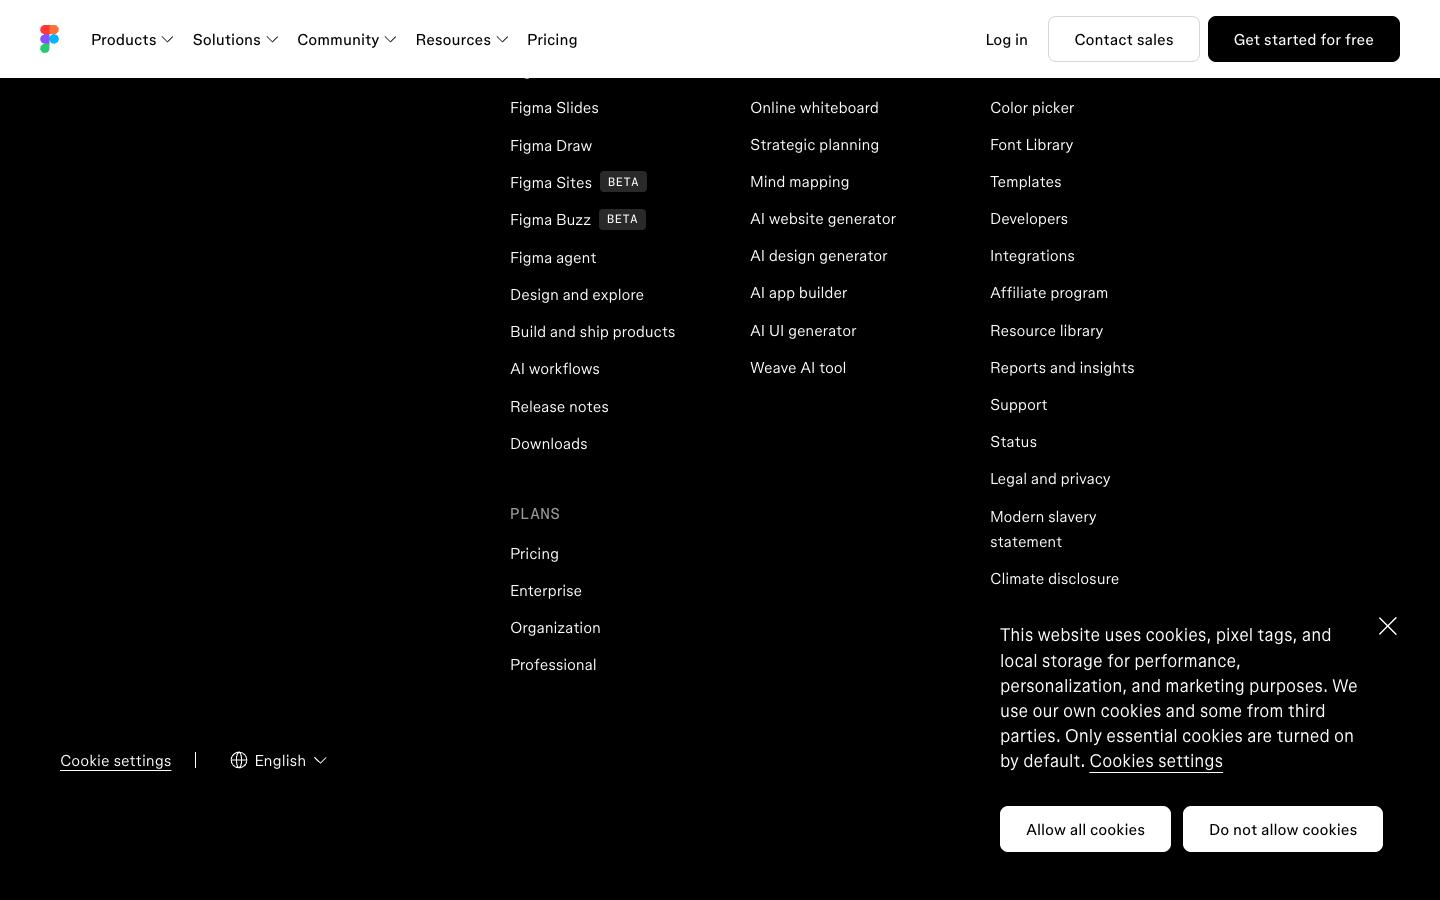 Products
Solutions
Community
Resources
Pricing
Log in
Contact sales
Get started for free
Figma Slides
Figma Draw
Figma Sites BETA
Figma Buzz BETA
Figma agent
Design and explore
Build and ship products
AI workflows
Release notes
Downloads
PLANS
Pricing
Enterprise
Organization
Professional
Online whiteboard
Strategic planning
Mind mapping
AI website generator
AI design generator
AI app builder
AI UI generator
Weave AI tool
Color picker
Font Library
Templates
Developers
Integrations
Affiliate program
Resource library
Reports and insights
Support
Status
Legal and privacy
Modern slavery
statement
Climate disclosure
Cookie settings
English
This website uses cookies, pixel tags, and
local storage for performance,
personalization, and marketing purposes. We
use our own cookies and some from third
parties. Only essential cookies are turned on
by default. Cookies settings
Allow all cookies
Do not allow cookies